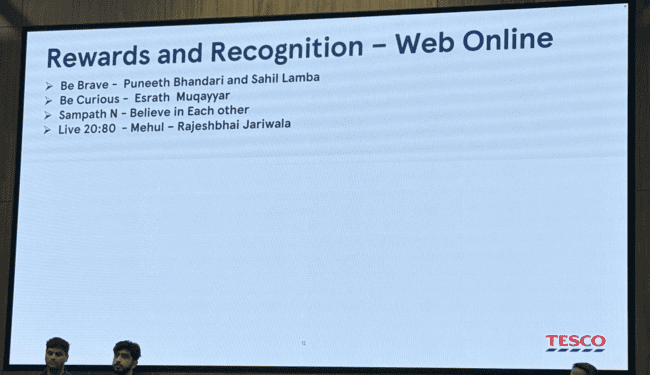 Rewards and Recognition – Web Online
➢ Be Brave - Puneeth Bhandari and Sahil Lamba
➢ Be Curious - Esrath Muqayyar
➢ Sampath N - Believe in Each other
➢ Live 20:80 - Mehul – Rajeshbhai Jariwala
TESCO